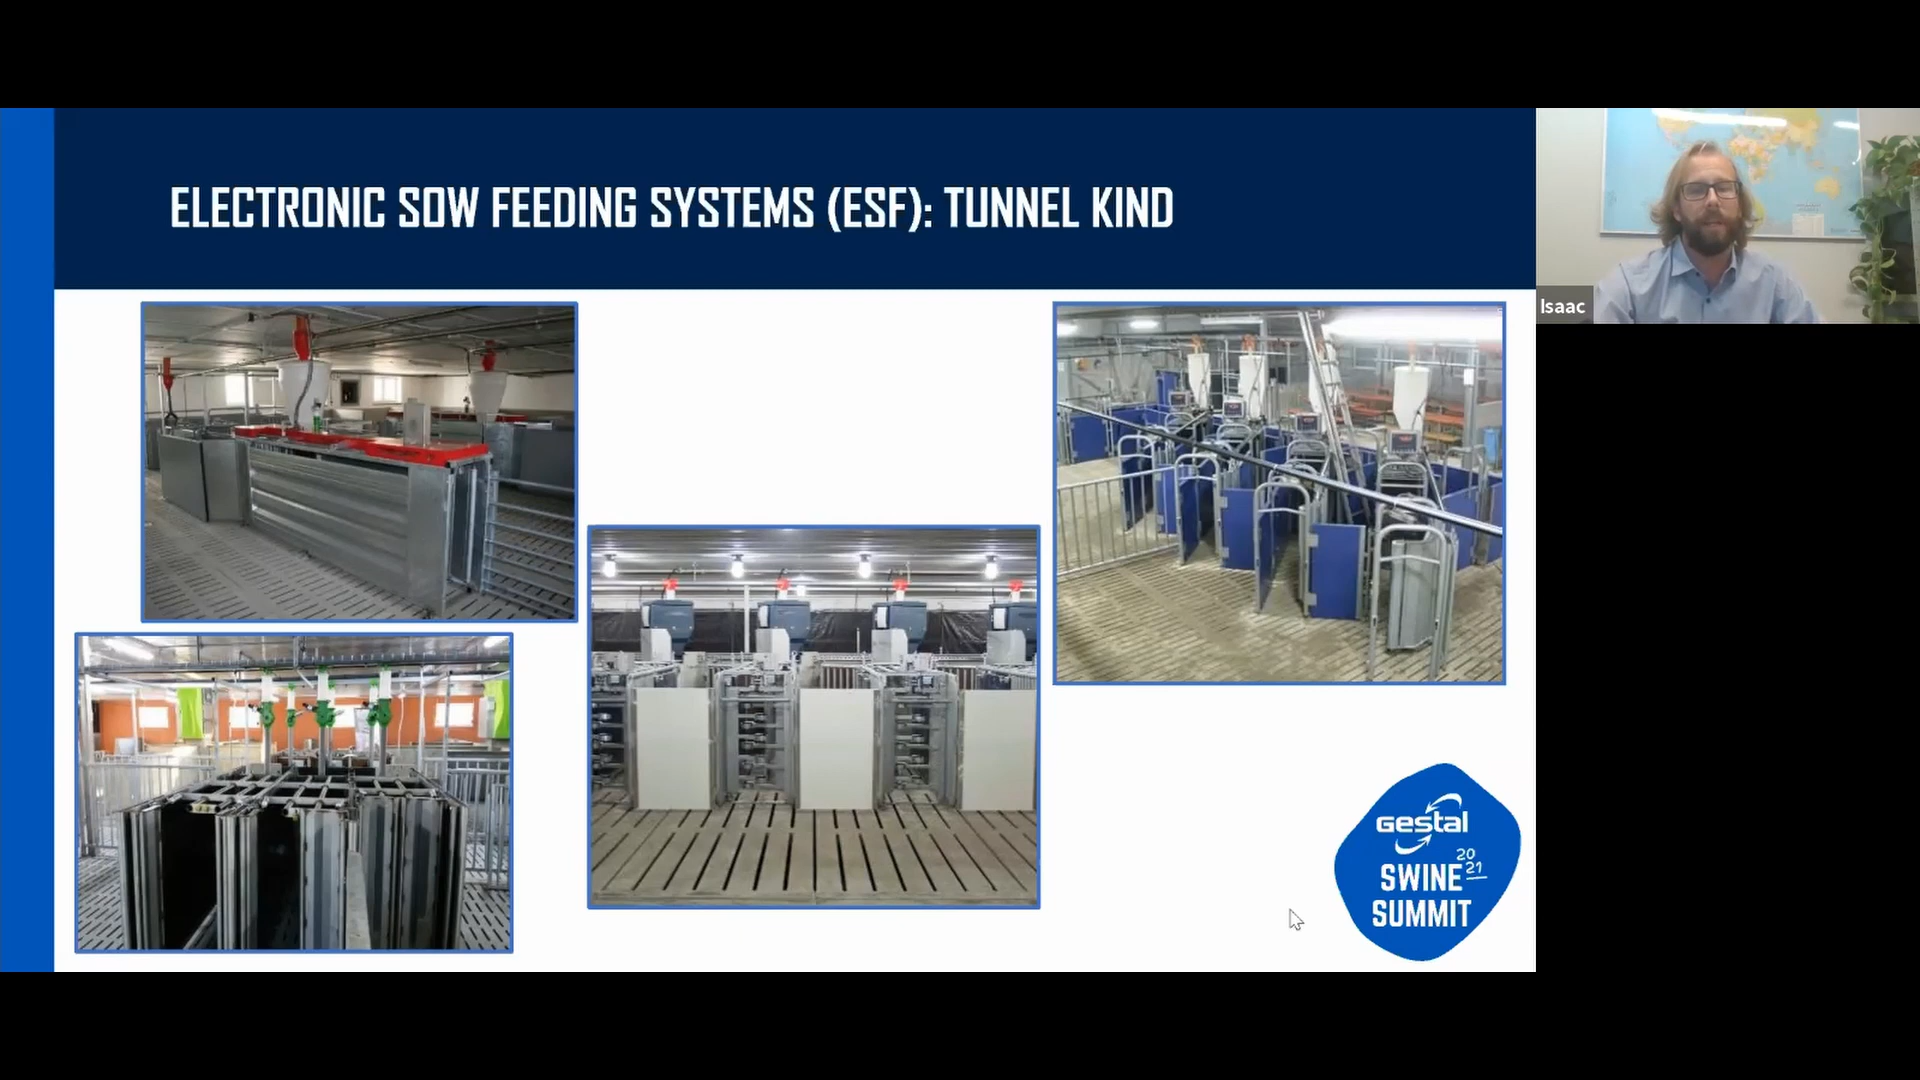 ELECTRONIC SOW FEEDING SYSTEMS (ESF): TUNNEL KIND
Isaac
Gestal
SWINE 2021
SUMMIT